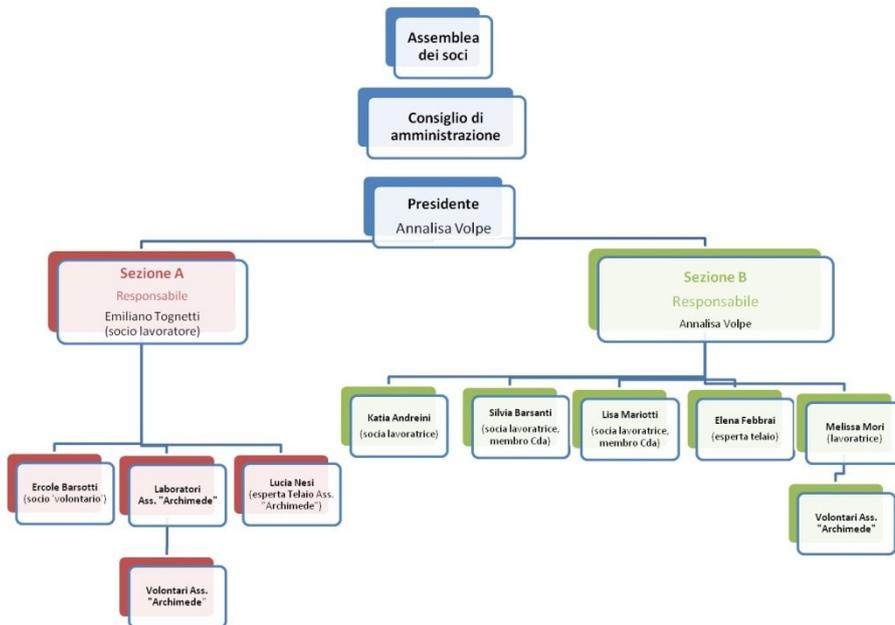 Assemblea
dei soci
Consiglio di
amministrazione
Presidente
Annalisa Volpe
Sezione A
Responsabile
Emiliano Tognetti
(socio lavoratore)
Sezione B
Responsabile
Annalisa Volpe
Katia Andreini
(socia lavoratrice)
Silvia Barsanti
(socia lavoratrice,
membro Cda)
Lisa Mariotti
(socia lavoratrice,
membro Cda)
Elena Febbrai
(esperta telaio)
Melissa Mori
(lavoratrice)
Volontari Ass.
"Archimede"
Ercole Barsotti
(socio 'volontario')
Laboratori
Ass. "Archimede"
Lucia Nesi
(esperta Telaio Ass.
"Archimede")
Volontari Ass.
"Archimede"